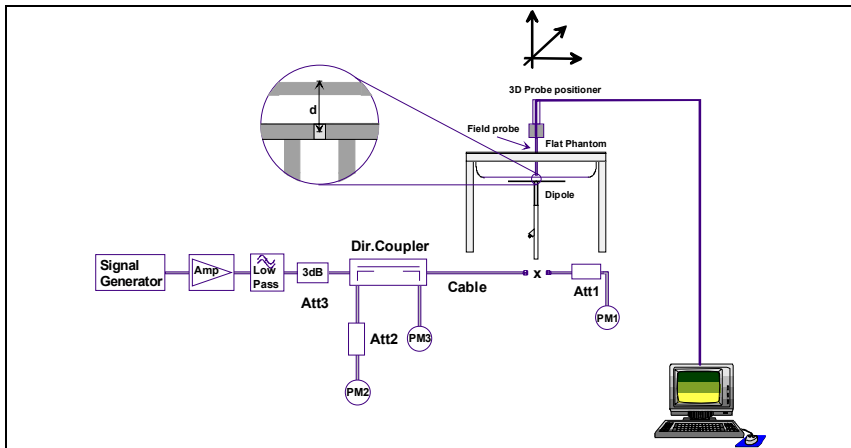 d
3D Probe positioner
Field probe
Flat Phantom
Dipole
Dir.Coupler
Signal
Generator
Amp
Low
Pass
3dB
Att3
Cable
x
Att1
PM1
Att2
PM3
PM2